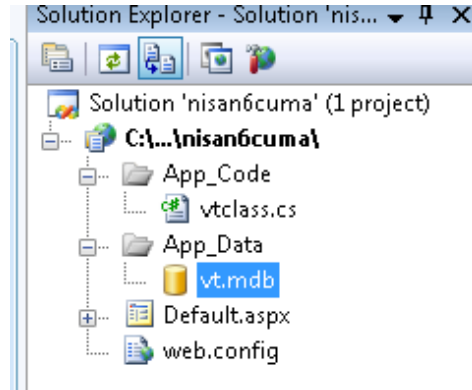 Solution Explorer - Solution 'nis...
Solution 'nisan6cuma' (1 project)
C:\...\nisan6cuma\
App_Code
vtclass.cs
App_Data
vt.mdb
Default.aspx
web.config